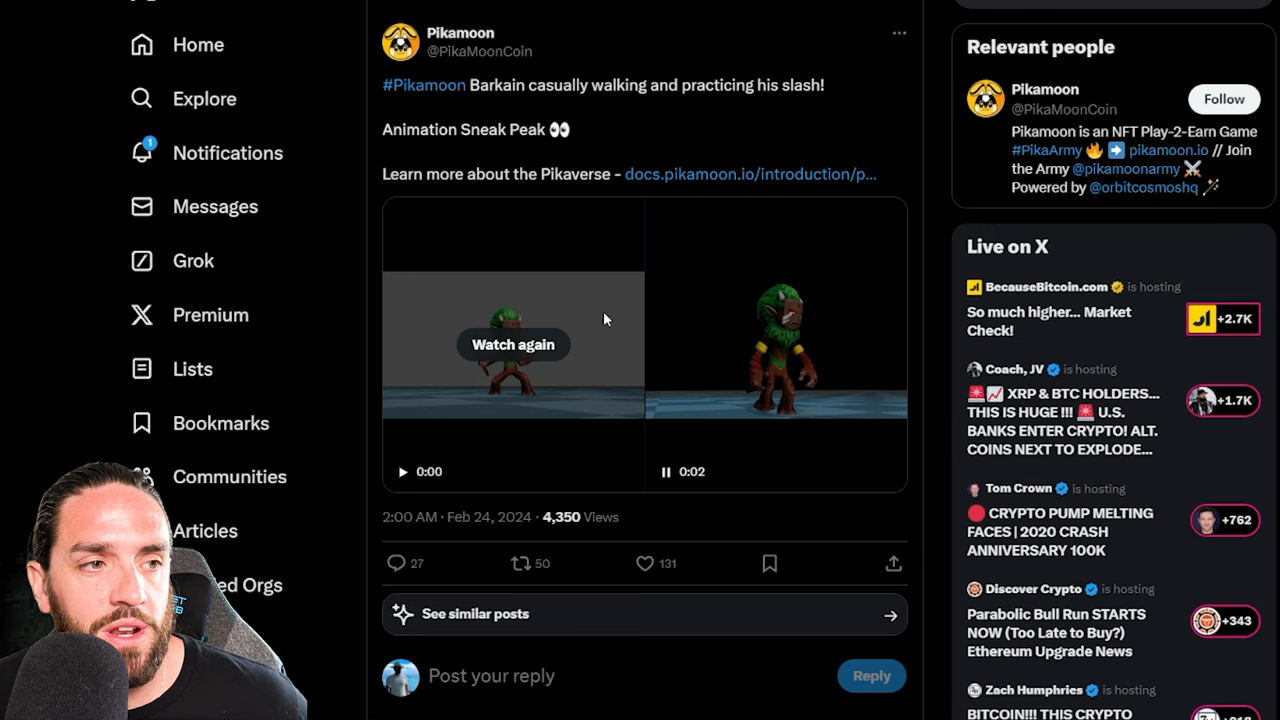 Home
Explore
1
Notifications
Messages
Grok
Premium
Lists
Bookmarks
Communities
Articles
ed Orgs
Pikamoon
@PikaMoonCoin
#Pikamoon Barkain casually walking and practicing his slash!
Animation Sneak Peak 👀
Learn more about the Pikaverse - docs.pikamoon.io/introduction/p...
Watch again
0:00
0:02
2:00 AM · Feb 24, 2024 · 4,350 Views
27
50
131
See similar posts
Post your reply
Reply
Relevant people
Pikamoon
@PikaMoonCoin
Follow
Pikamoon is an NFT Play-2-Earn Game
#PikaArmy 🔥 ➡️ pikamoon.io // Join
the Army @pikamoonarmy ⚔️
Powered by @orbitcosmoshq
Live on X
BecauseBitcoin.com is hosting
So much higher... Market
Check!
+2.7K
Coach, JV is hosting
🚨📈 XRP & BTC HOLDERS...
THIS IS HUGE !!! 🚨 U.S.
BANKS ENTER CRYPTO! ALT.
COINS NEXT TO EXPLODE...
+1.7K
Tom Crown is hosting
🔴 CRYPTO PUMP MELTING
FACES | 2020 CRASH
ANNIVERSARY 100K
+762
Discover Crypto is hosting
Parabolic Bull Run STARTS
NOW (Too Late to Buy?)
Ethereum Upgrade News
+343
Zach Humphries is hosting
BITCOIN!!! THIS CRYPTO